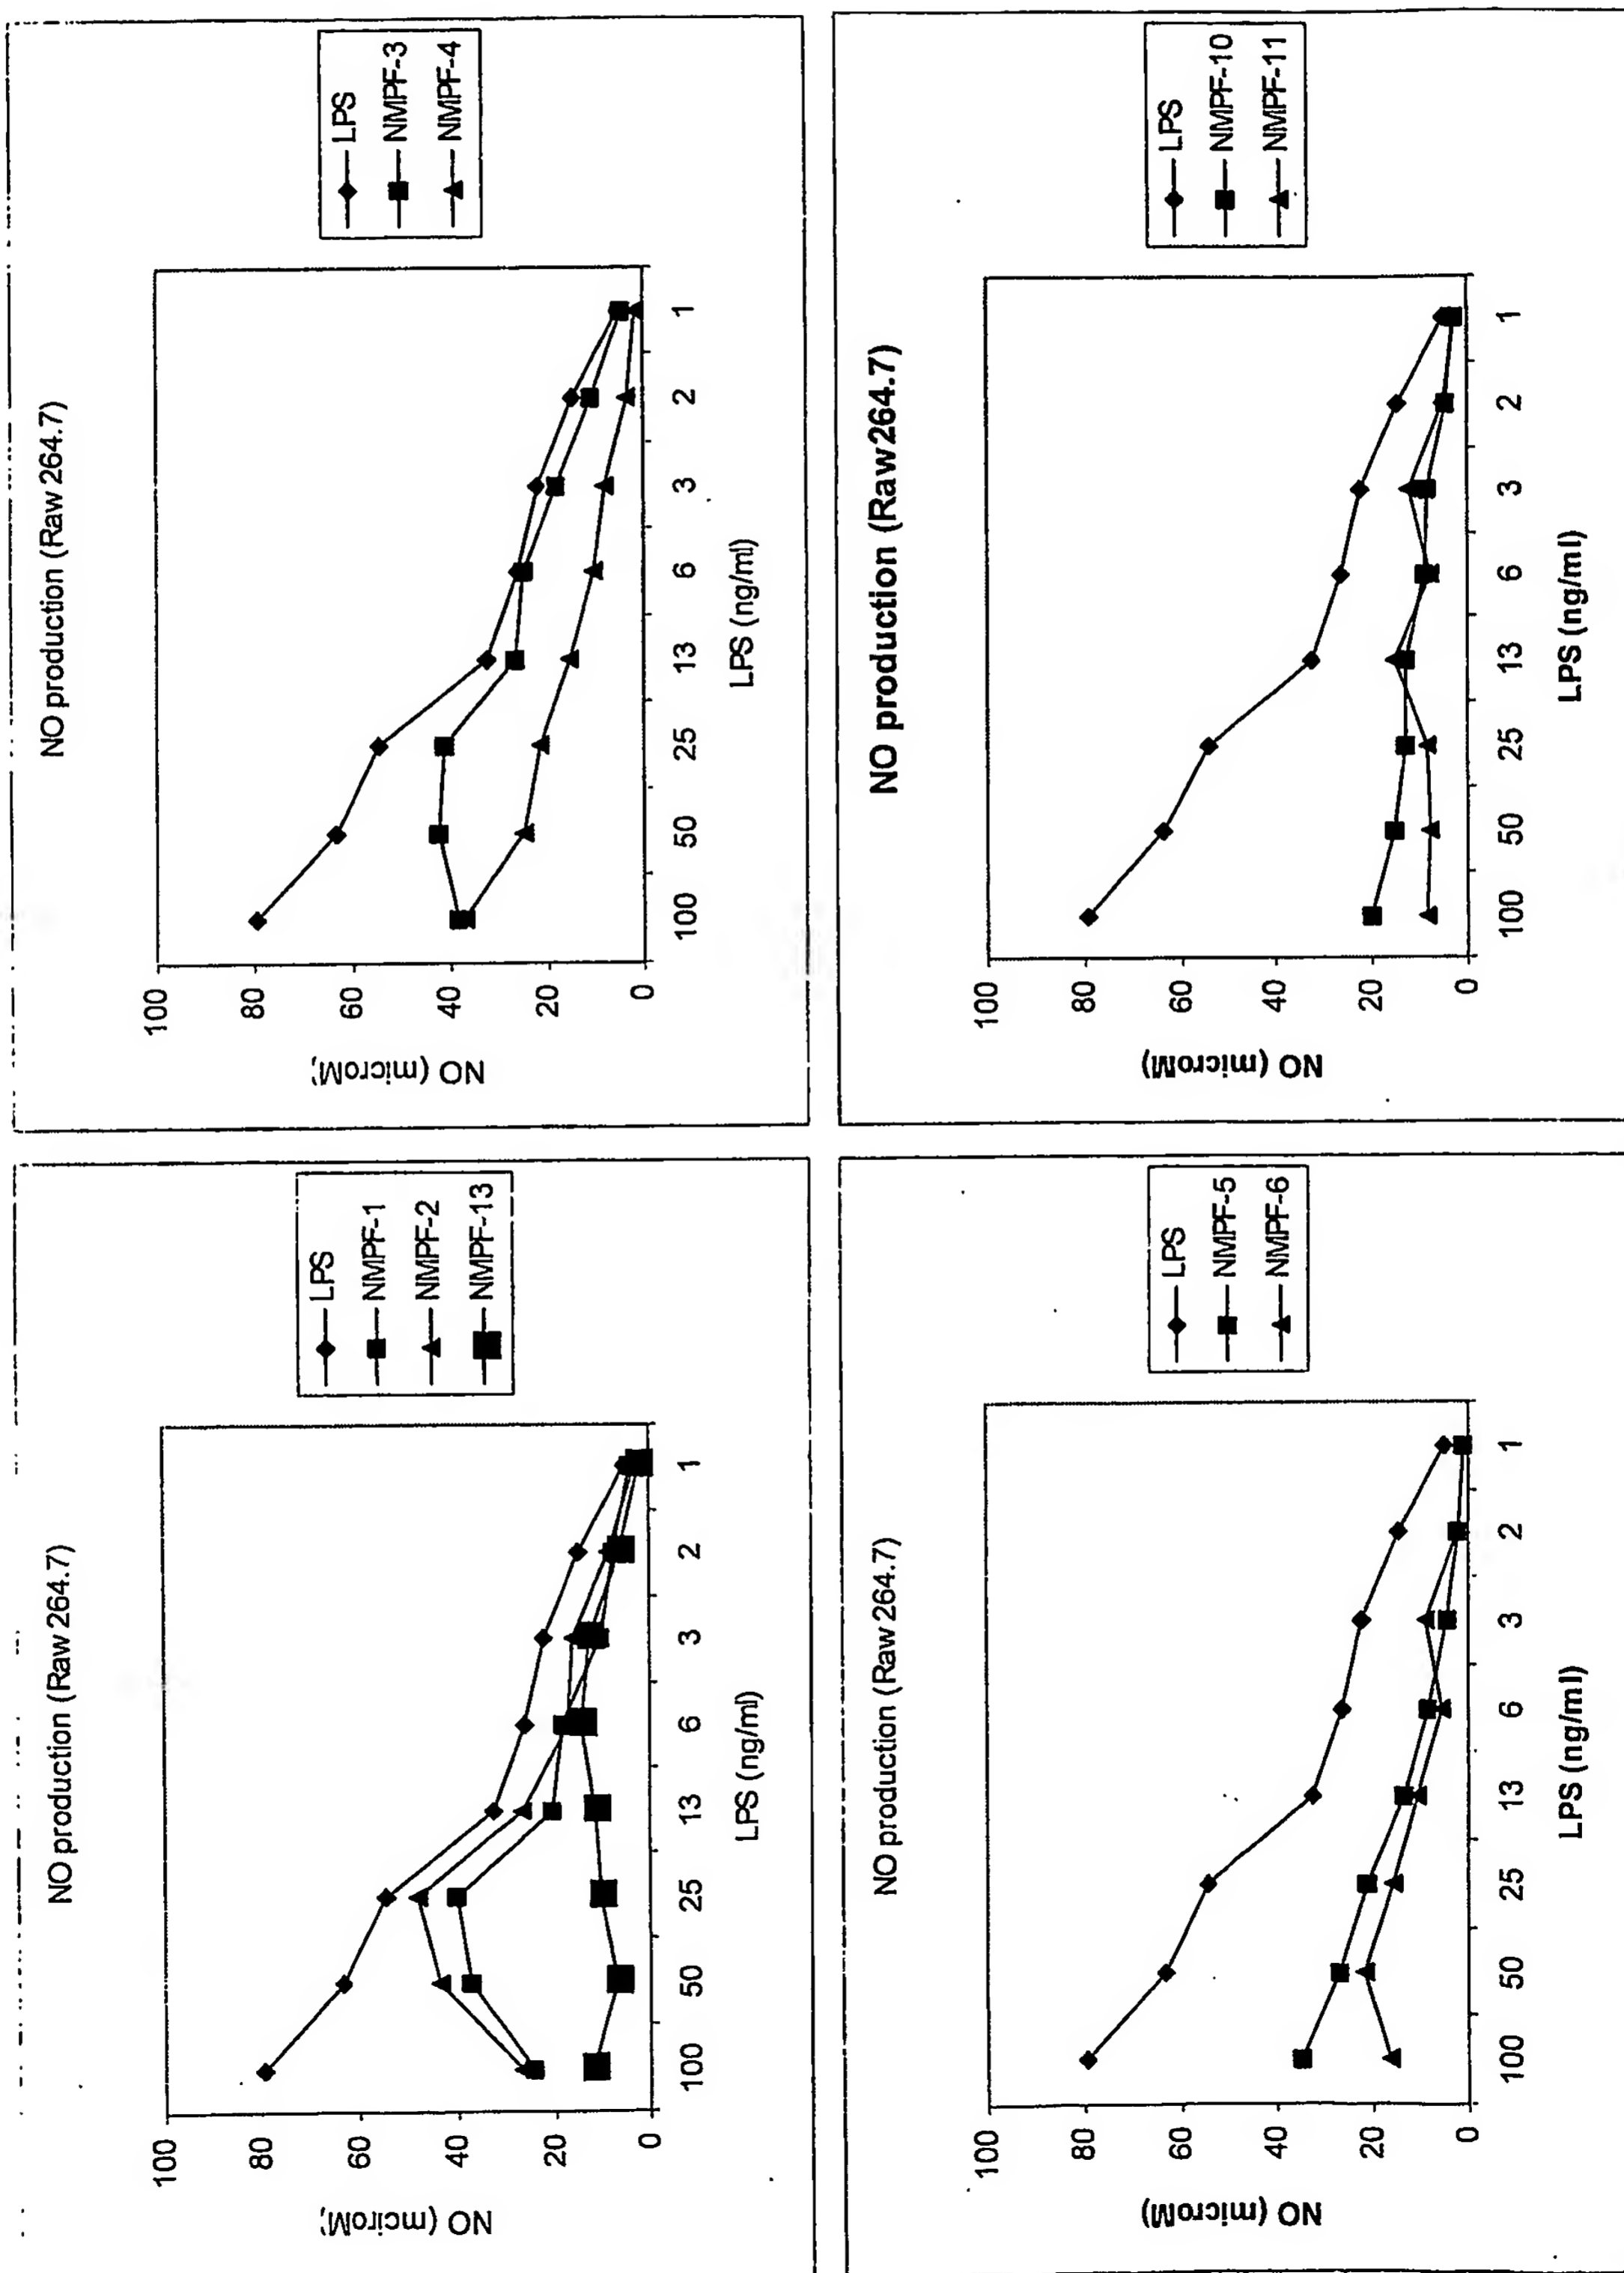 NO production (Raw 264.7)
NO (mciroM)
100
80
60
40
20
0
100 50 25 13 6 3 2 1
LPS (ng/ml)
LPS
NMPF-1
NMPF-2
NMPF-13
NO production (Raw 264.7)
NO (microM)
100
80
60
40
20
0
100 50 25 13 6 3 2 1
LPS (ng/ml)
LPS
NMPF-3
NMPF-4
NO production (Raw 264.7)
NO (microM)
100
80
60
40
20
0
100 50 25 13 6 3 2 1
LPS (ng/ml)
LPS
NMPF-5
NMPF-6
NO production (Raw264.7)
NO (microM)
100
80
60
40
20
0
100 50 25 13 6 3 2 1
LPS (ng/ml)
LPS
NMPF-10
NMPF-11